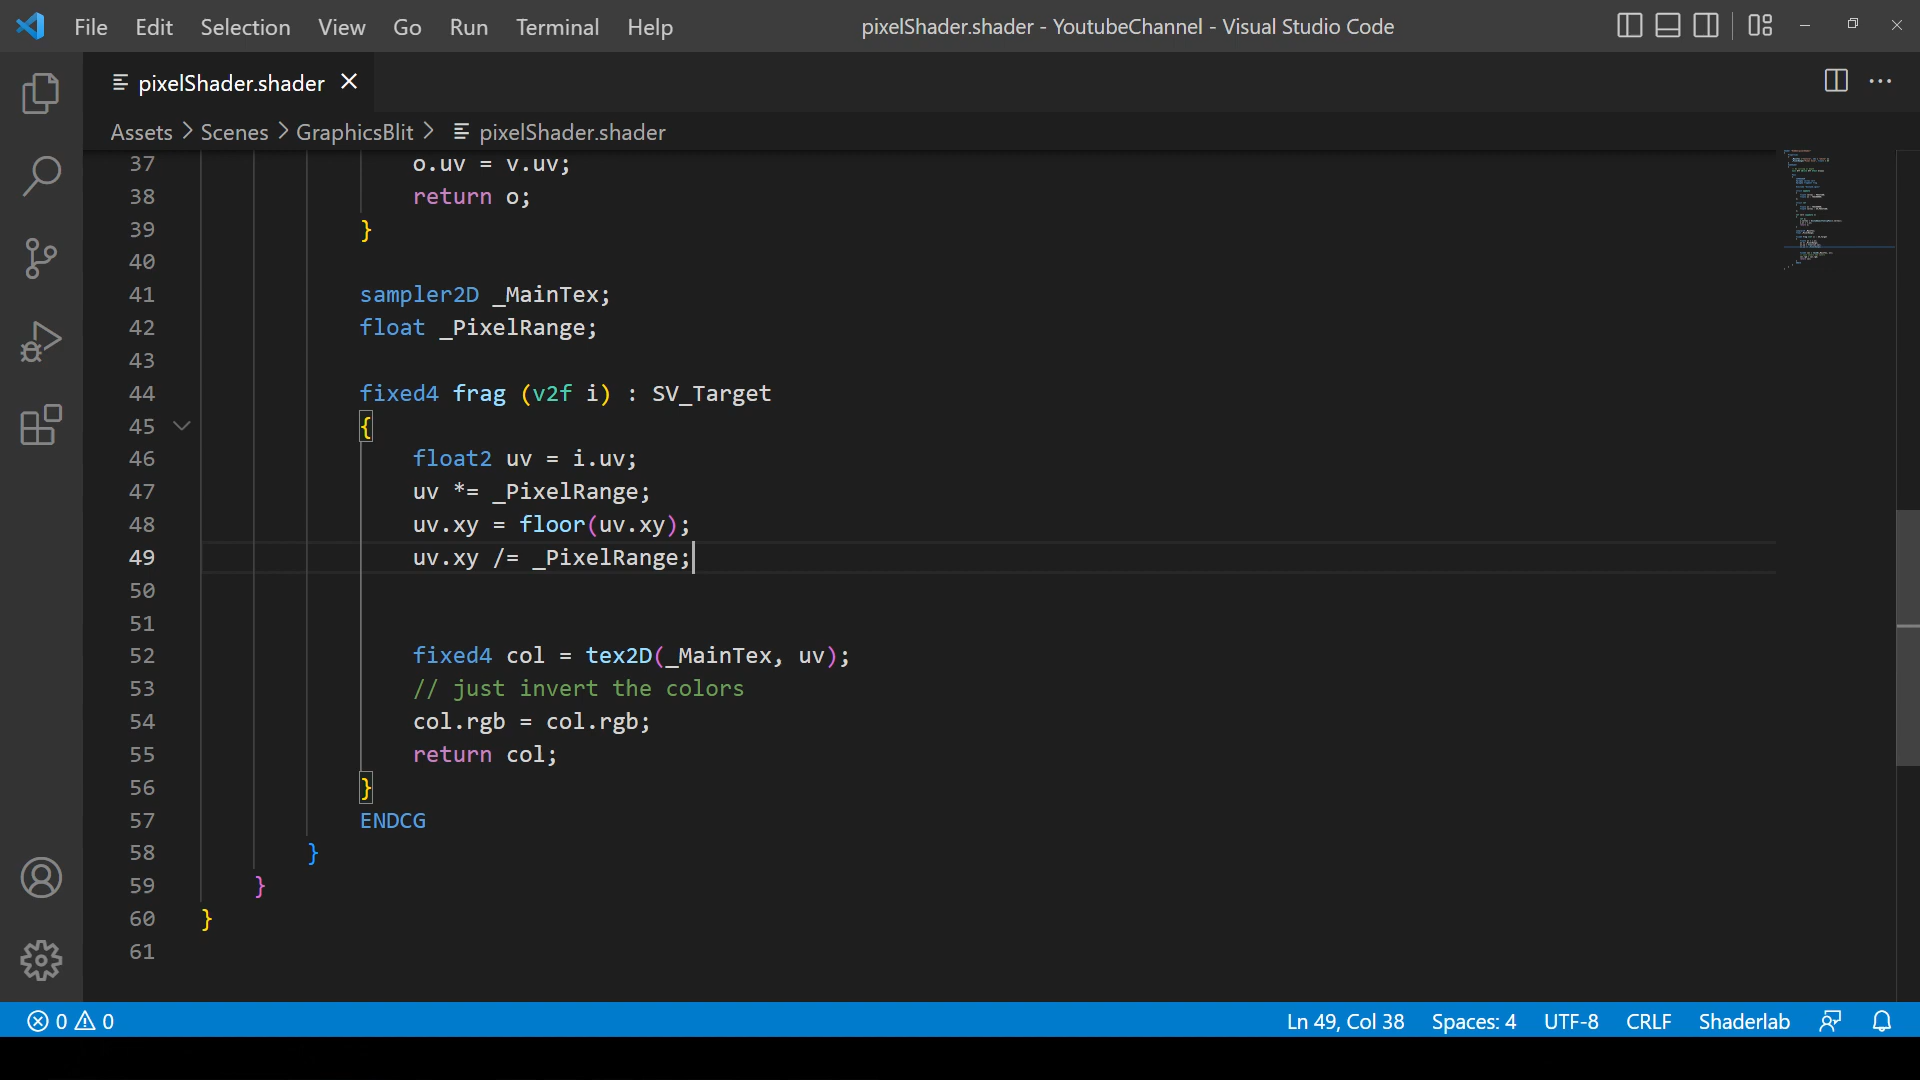 File Edit Selection View Go Run Terminal Help pixelShader.shader - YoutubeChannel - Visual Studio Code
pixelShader.shader
Assets > Scenes > GraphicsBlit > pixelShader.shader
37 o.uv = v.uv;
38 return o;
39 }
40
41 sampler2D _MainTex;
42 float _PixelRange;
43
44 fixed4 frag (v2f i) : SV_Target
45 {
46 float2 uv = i.uv;
47 uv *= _PixelRange;
48 uv.xy = floor(uv.xy);
49 uv.xy /= _PixelRange;
50
51
52 fixed4 col = tex2D(_MainTex, uv);
53 // just invert the colors
54 col.rgb = col.rgb;
55 return col;
56 }
57 ENDCG
58 }
59 }
60 }
61
0 0 Ln 49, Col 38 Spaces: 4 UTF-8 CRLF Shaderlab